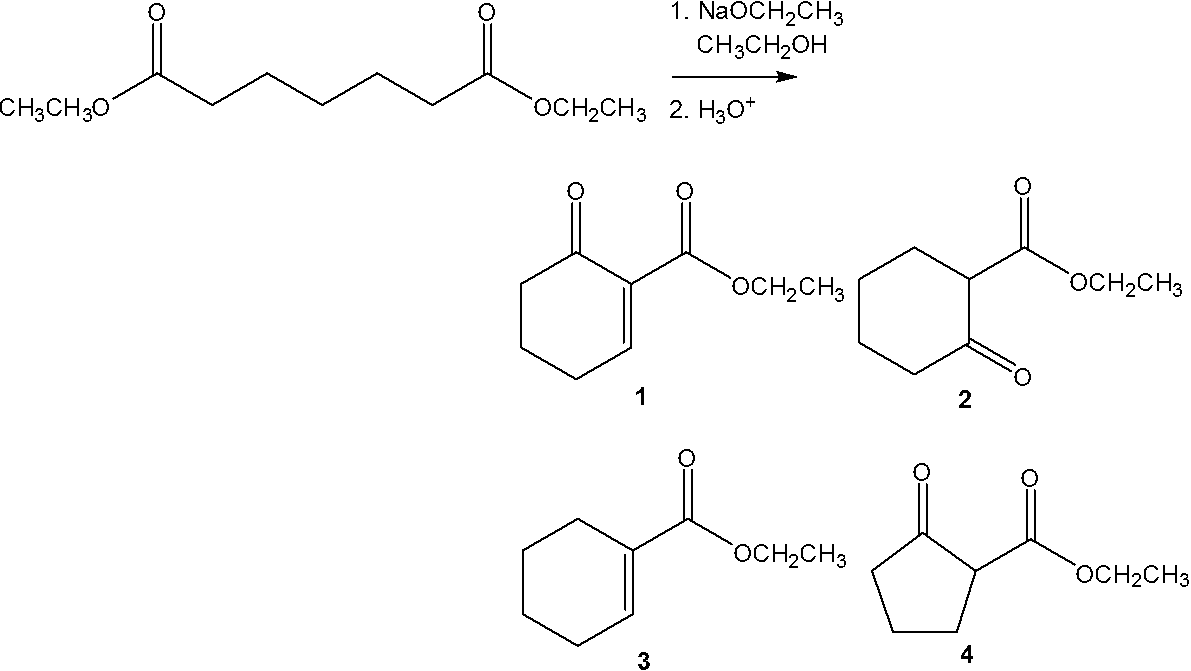 O
O
1. NaOCH2CH3
CH3CH2OH
CH3CH3O
OCH2CH3
2. H3O+
O
O
OCH2CH3
1
O
OCH2CH3
O
2
O
OCH2CH3
3
O
O
OCH2CH3
4